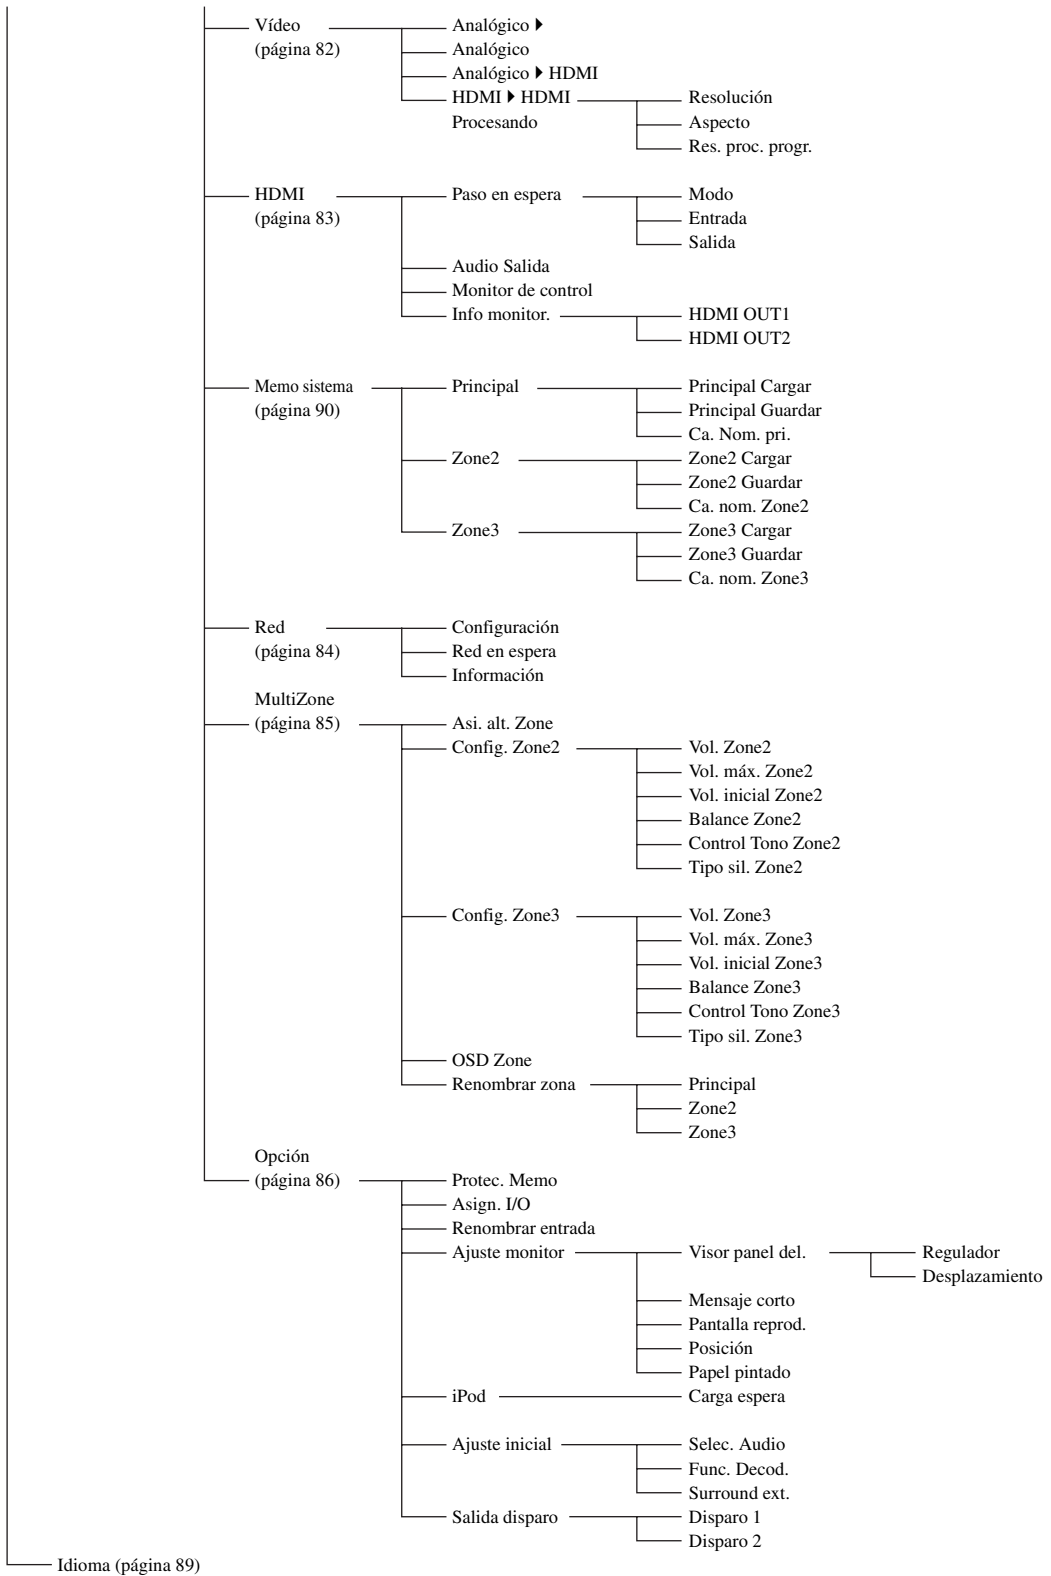 Vídeo Analógico ▶
(página 82) Analógico
Analógico ▶ HDMI
HDMI ▶ HDMI Resolución
Procesando Aspecto
Res. proc. progr.
HDMI Paso en espera Modo
(página 83) Entrada
Salida
Audio Salida
Monitor de control
Info monitor. HDMI OUT1
HDMI OUT2
Memo sistema Principal Principal Cargar
(página 90) Principal Guardar
Ca. Nom. pri.
Zone2 Zone2 Cargar
Zone2 Guardar
Ca. nom. Zone2
Zone3 Zone3 Cargar
Zone3 Guardar
Ca. nom. Zone3
Red Configuración
(página 84) Red en espera
Información
MultiZone
(página 85) Asi. alt. Zone
Config. Zone2 Vol. Zone2
Vol. máx. Zone2
Vol. inicial Zone2
Balance Zone2
Control Tono Zone2
Tipo sil. Zone2
Config. Zone3 Vol. Zone3
Vol. máx. Zone3
Vol. inicial Zone3
Balance Zone3
Control Tono Zone3
Tipo sil. Zone3
OSD Zone
Renombrar zona Principal
Zone2
Zone3
Opción
(página 86) Protec. Memo
Asign. I/O
Renombrar entrada
Ajuste monitor Visor panel del. Regulador
Desplazamiento
Mensaje corto
Pantalla reprod.
Posición
Papel pintado
iPod Carga espera
Ajuste inicial Selec. Audio
Func. Decod.
Surround ext.
Salida disparo Disparo 1
Disparo 2
Idioma (página 89)